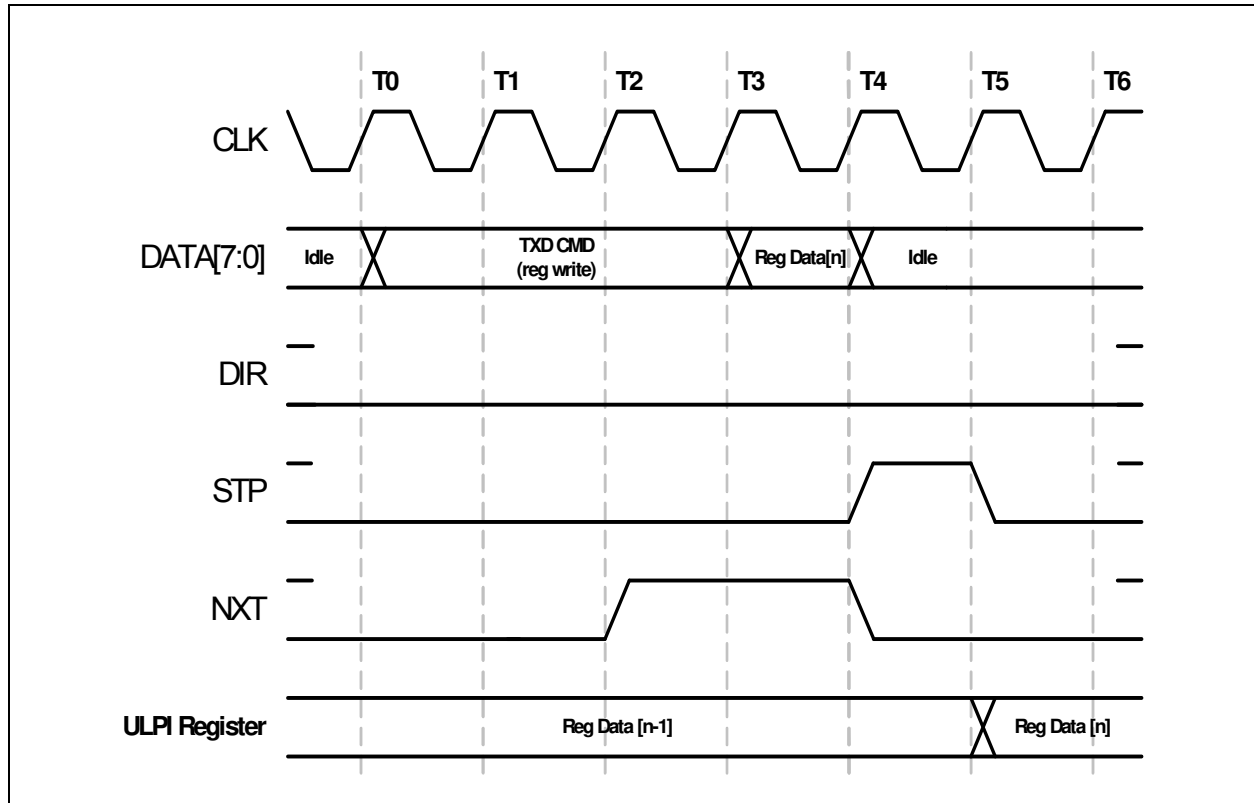 T0 T1 T2 T3 T4 T5 T6
CLK
DATA[7:0]
Idle
TXD CMD
(reg write)
Reg Data[n]
Idle
DIR
STP
NXT
ULPI Register
Reg Data [n-1]
Reg Data [n]